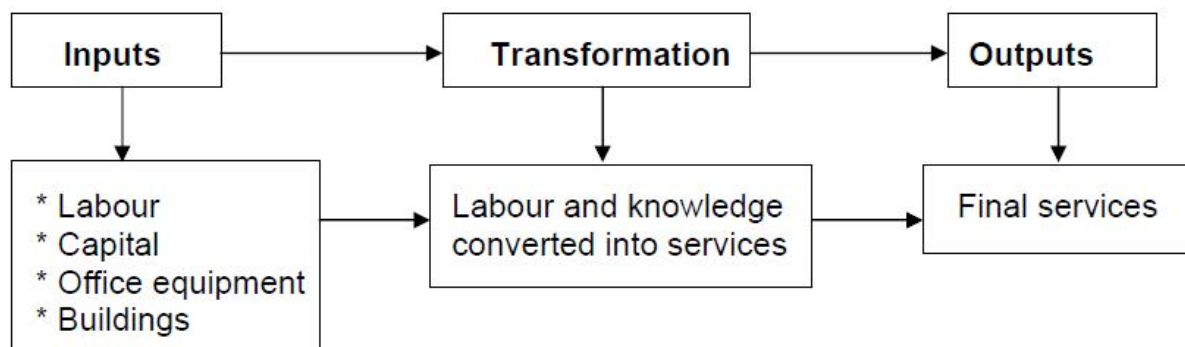 Inputs
Transformation
Outputs
* Labour
* Capital
* Office equipment
* Buildings
Labour and knowledge
converted into services
Final services